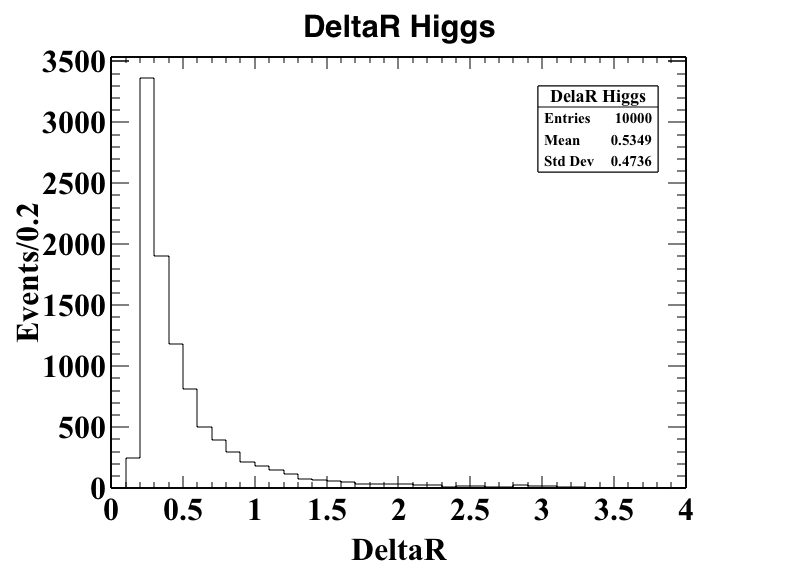 DeltaR Higgs
3500
3000
2500
2000
1500
1000
500
0
Events/0.2
DelaR Higgs
Entries 10000
Mean 0.5349
Std Dev 0.4736
0 0.5 1 1.5 2 2.5 3 3.5 4
DeltaR